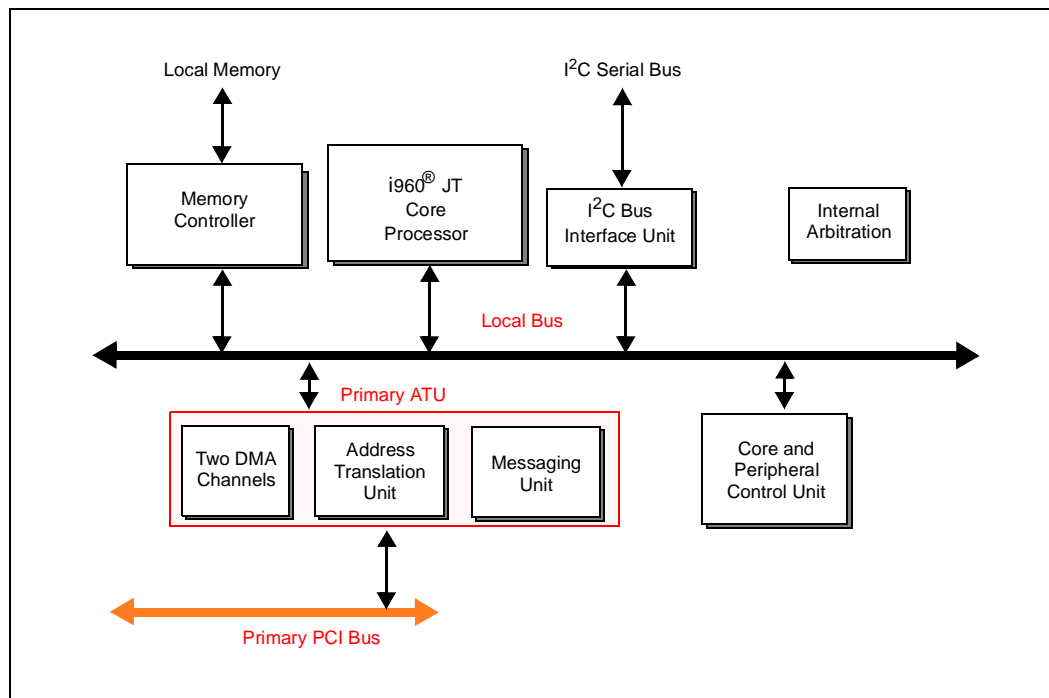 Local Memory
I²C Serial Bus
Memory
Controller
i960® JT
Core
Processor
I²C Bus
Interface Unit
Internal
Arbitration
Local Bus
Primary ATU
Two DMA
Channels
Address
Translation
Unit
Messaging
Unit
Core and
Peripheral
Control Unit
Primary PCI Bus